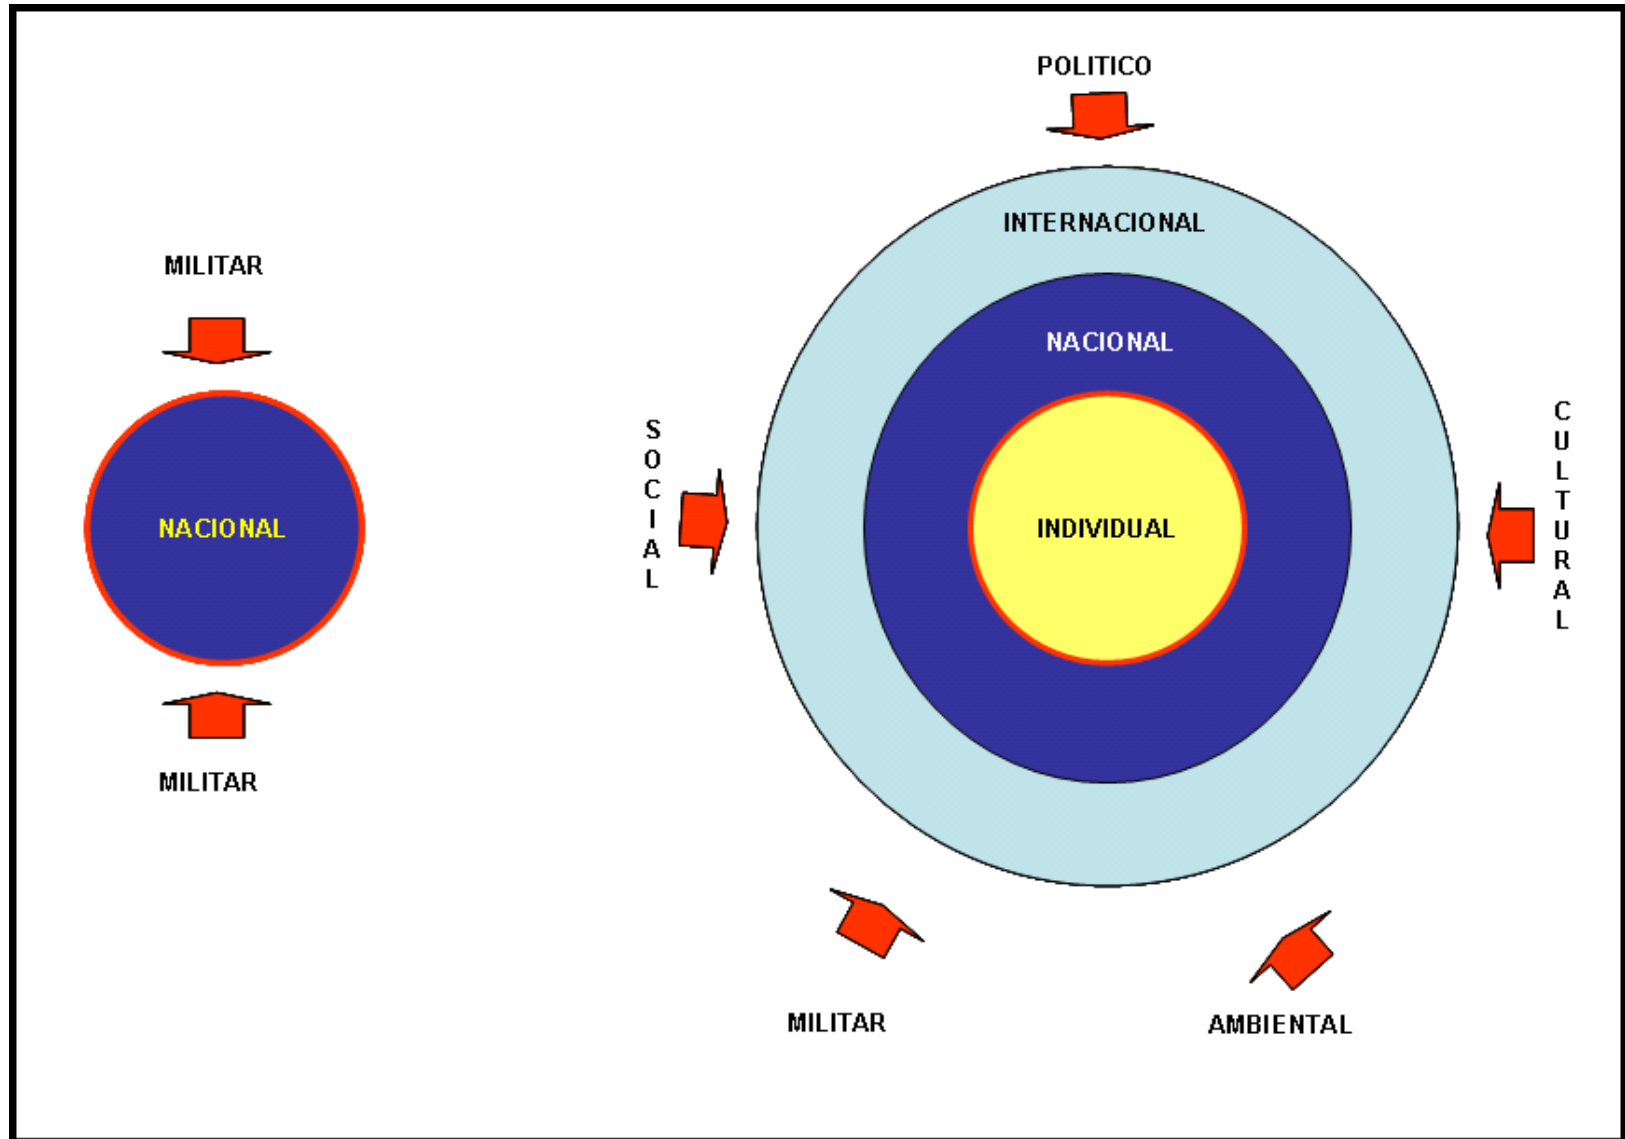 MILITAR
NACIONAL
MILITAR
POLITICO
INTERNACIONAL
NACIONAL
SOCIAL
INDIVIDUAL
CULTURAL
MILITAR
AMBIENTAL